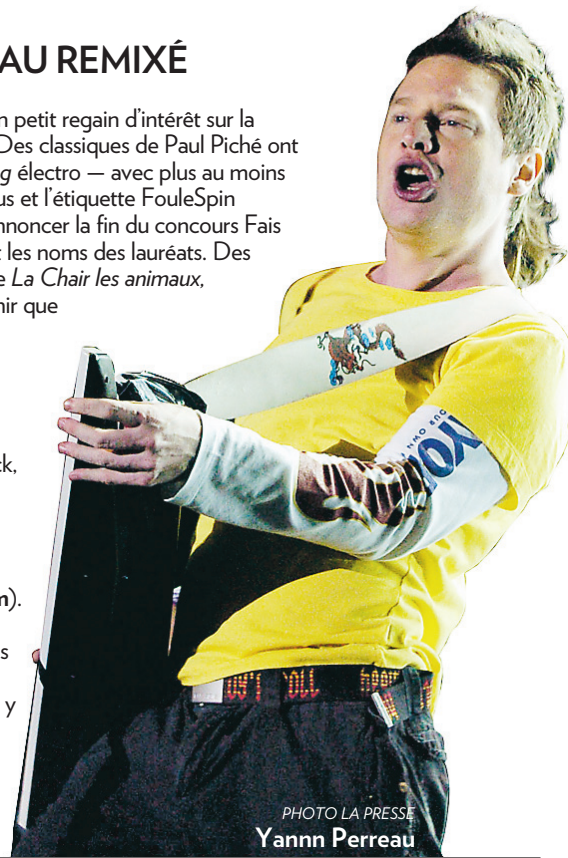 AU REMIXÉ
n petit regain d'intérêt sur la
Des classiques de Paul Piché ont
g électro — avec plus au moins
us et l'étiquette FouleSpin
nnoncer la fin du concours Fais
t les noms des lauréats. Des
e La Chair les animaux,
nir que
ck,
n).
s
y
PHOTO LA PRESSE
Yannn Perreau